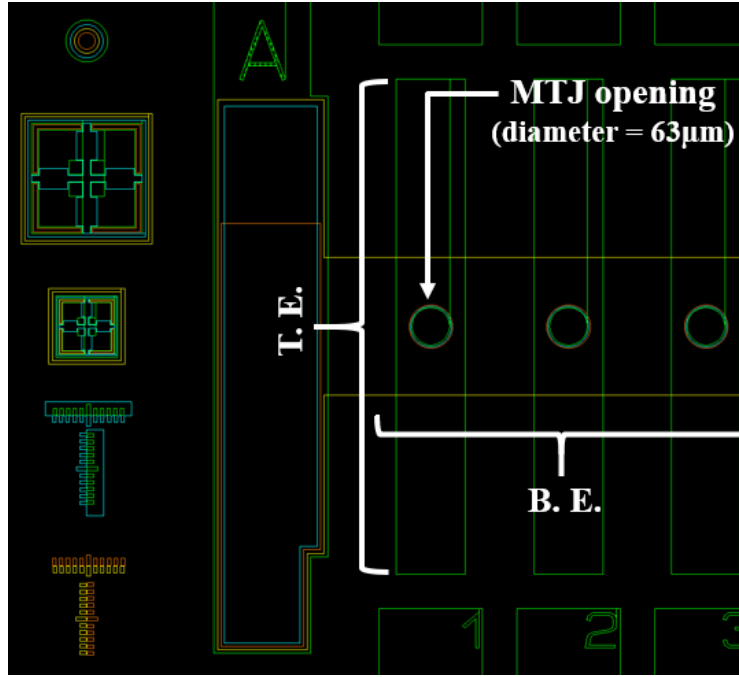 A
MTJ opening
(diameter = 63μm)
T. E.
B. E.
1
2
3